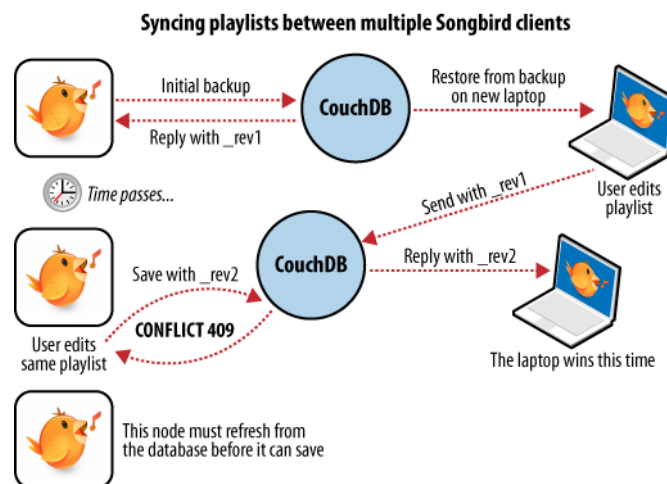 Syncing playlists between multiple Songbird clients
Initial backup
Reply with _rev1
CouchDB
Restore from backup
on new laptop
User edits
playlist
Time passes...
Send with _rev1
CouchDB
Save with _rev2
Reply with _rev2
CONFLICT 409
User edits
same playlist
The laptop wins this time
This node must refresh from
the database before it can save